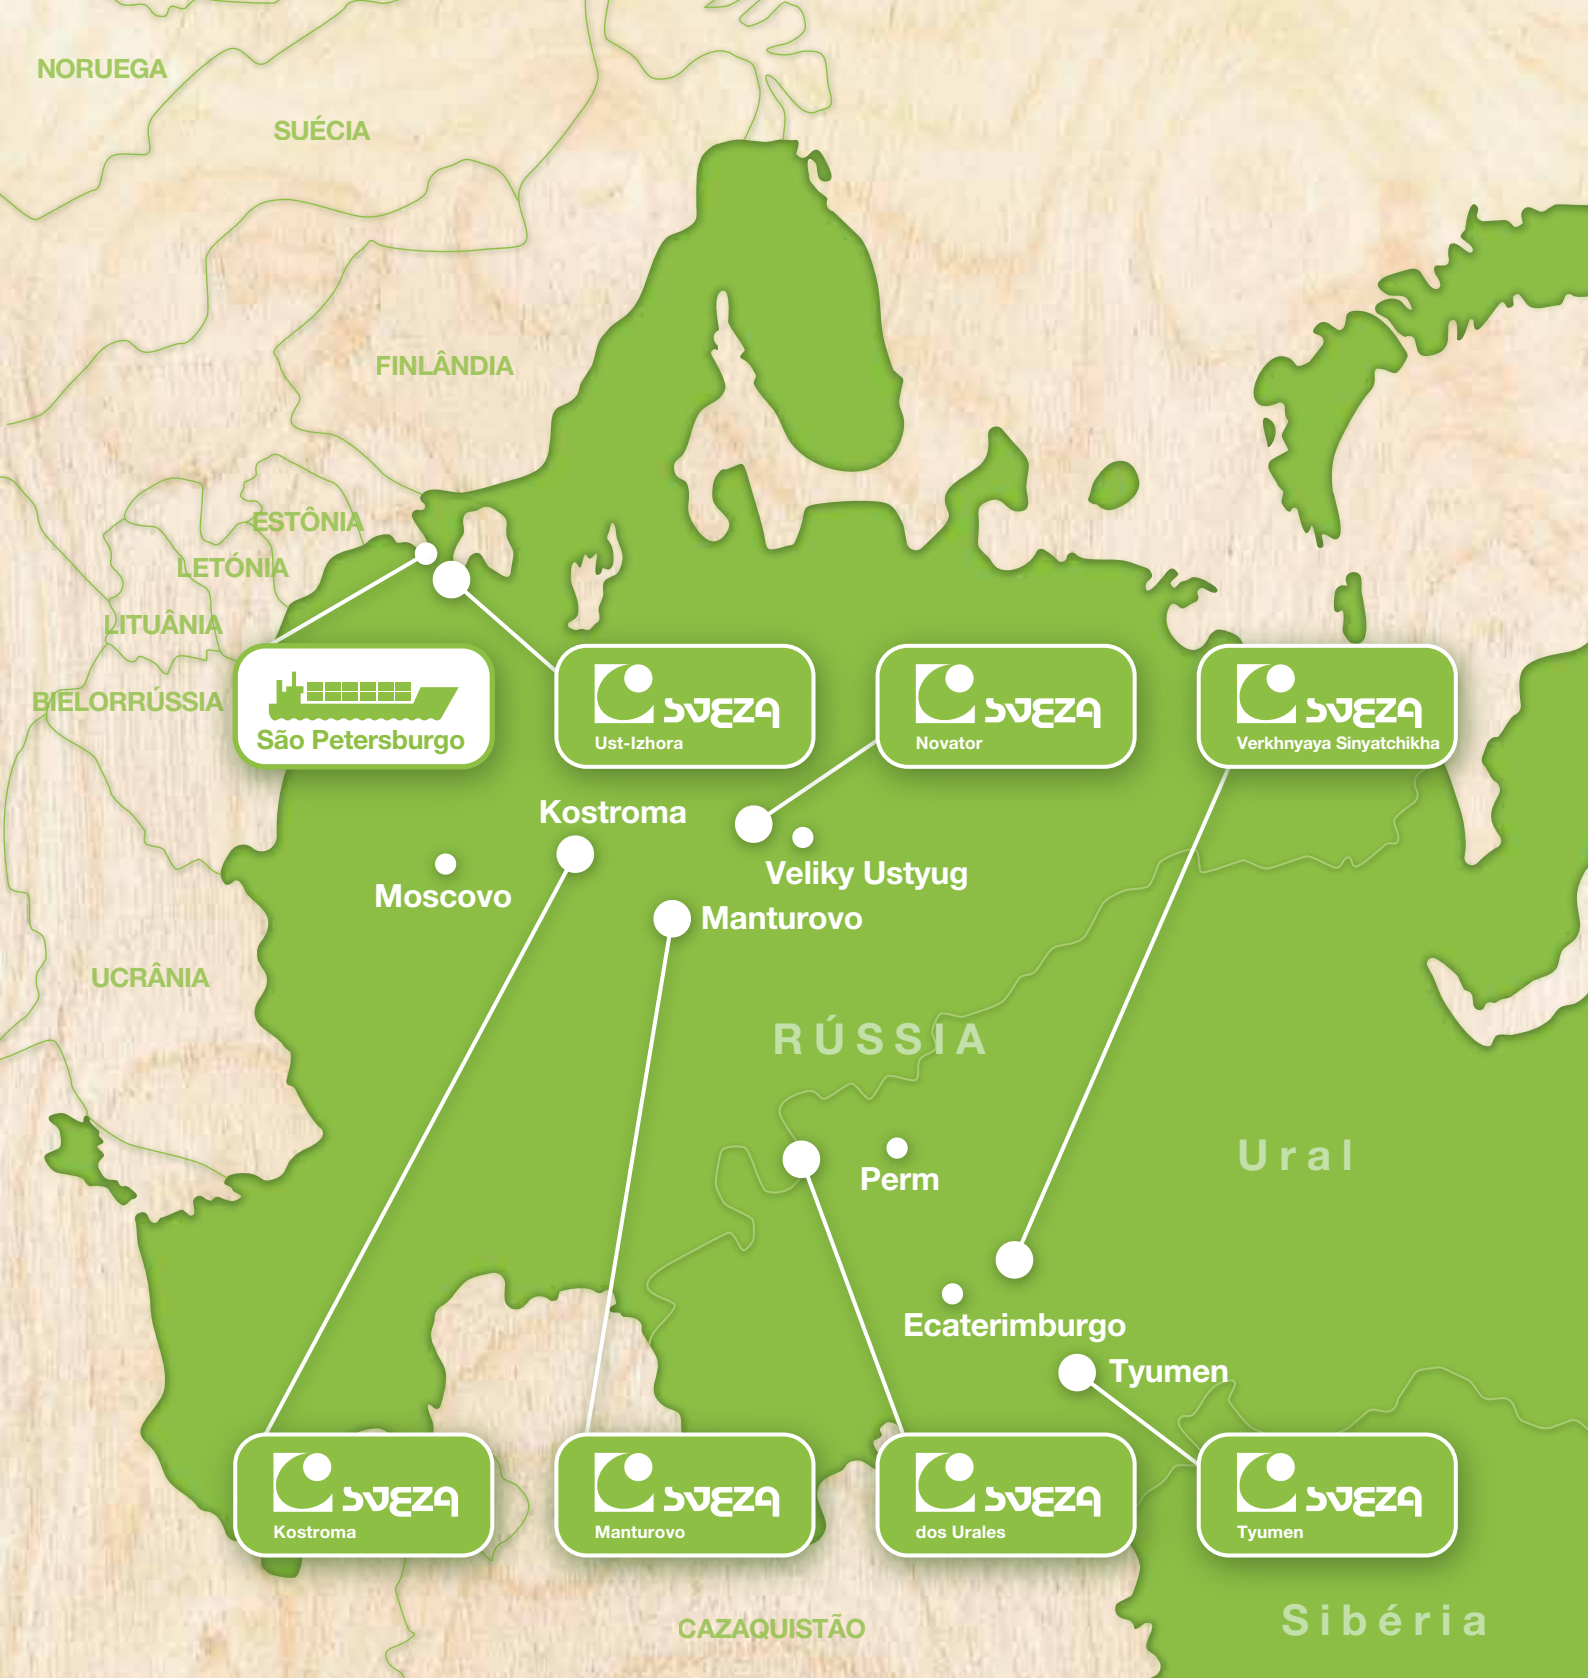 NORUEGA
SUÉCIA
FINLÂNDIA
ESTÔNIA
LETÓNIA
LITUÂNIA
BIELORRÚSSIA
São Petersburgo
SVEZA
Ust-Izhora
SVEZA
Novator
SVEZA
Verkhnyaya Sinyatchikha
Kostroma
Moscovo
Veliky Ustyug
Manturovo
UCRÂNIA
RÚSSIA
Ural
Perm
Ecaterimburgo
Tyumen
SVEZA
Kostroma
SVEZA
Manturovo
SVEZA
dos Urales
SVEZA
Tyumen
CAZAQUISTÃO
Sibéria